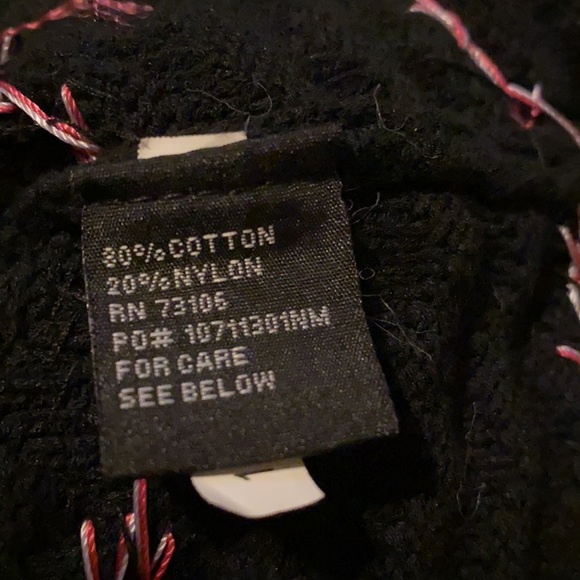 80% COTTON
20% NYLON
RN 73106
PO# 10711301NM
FOR CARE
SEE BELOW